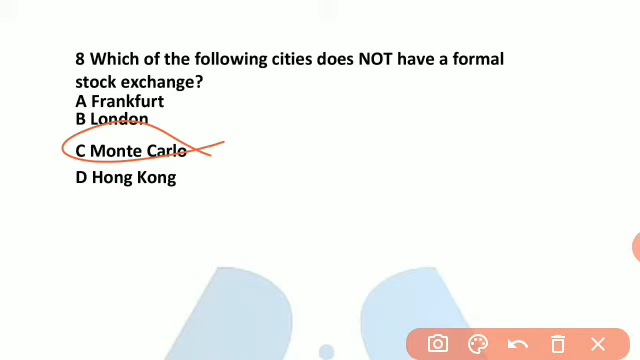 8 Which of the following cities does NOT have a formal
stock exchange?
A Frankfurt
B London
C Monte Carlo
D Hong Kong